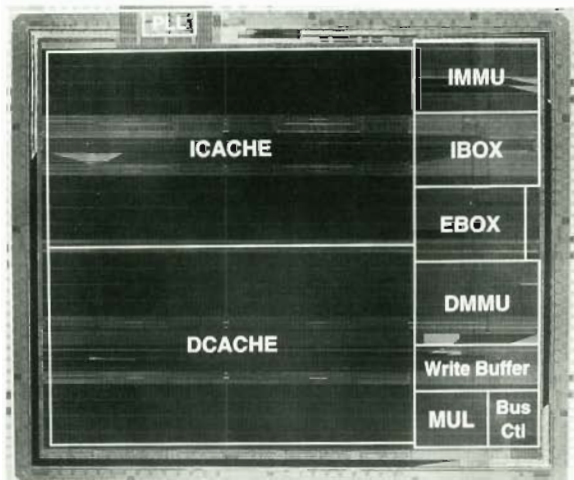 PLL
IMMU
ICACHE
IBOX
EBOX
DMMU
DCACHE
Write Buffer
MUL
Bus
Ctl